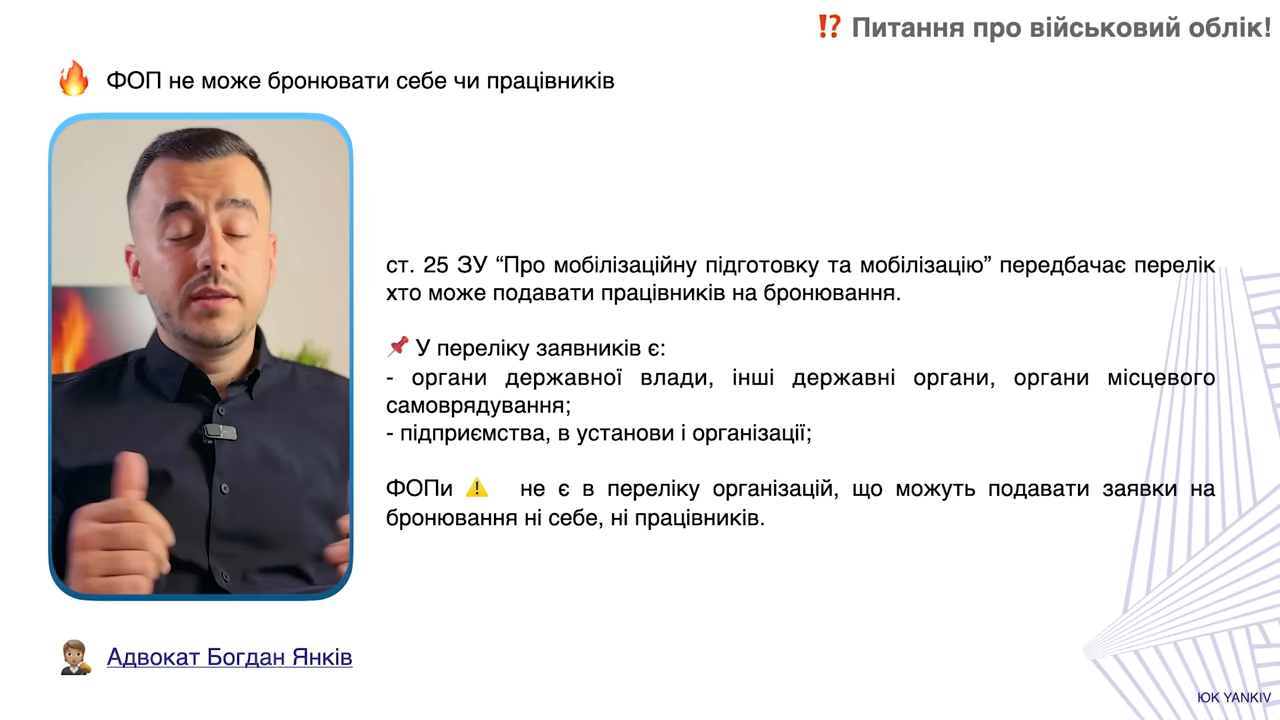 ⁉️ Питання про військовий облік!
🔥 ФОП не може бронювати себе чи працівників
ст. 25 ЗУ “Про мобілізаційну підготовку та мобілізацію” передбачає перелік
хто може подавати працівників на бронювання.
📌 У переліку заявників є:
- органи державної влади, інші державні органи, органи місцевого
самоврядування;
- підприємства, в установи і організації;
ФОПи ⚠️ не є в переліку організацій, що можуть подавати заявки на
бронювання ні себе, ні працівників.
Адвокат Богдан Янків
ЮК YANKIV